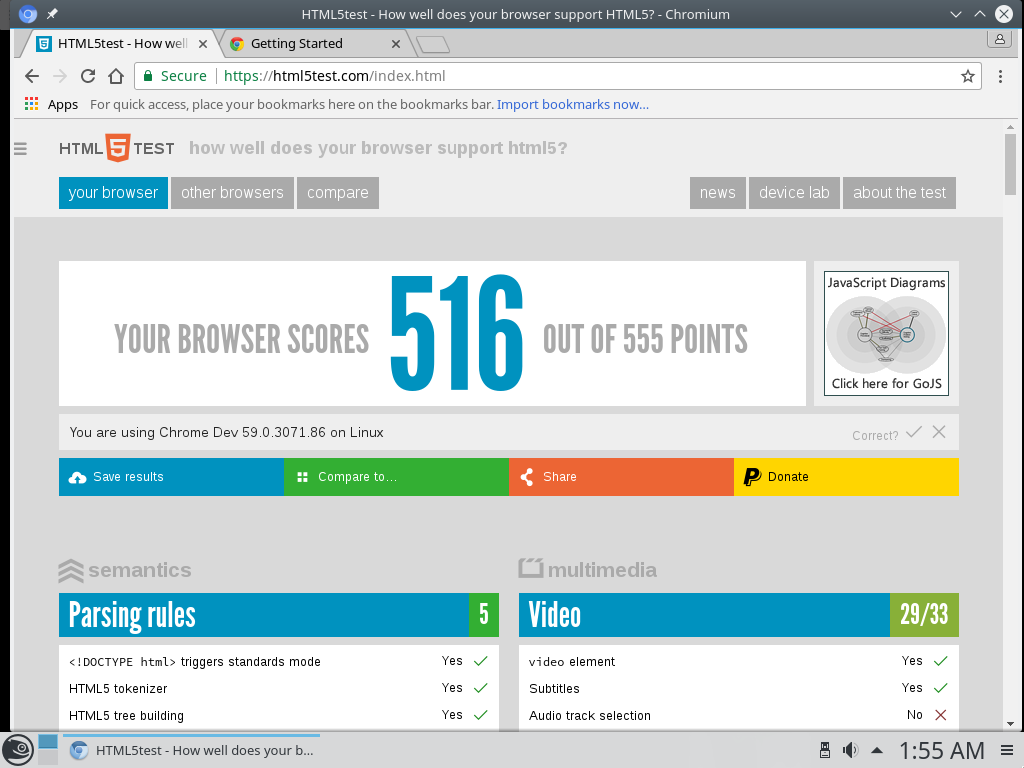 HTML5test - How well does your browser support HTML5? - Chromium
HTML5test - How well
Getting Started
Secure
https://html5test.com/index.html
Apps
For quick access, place your bookmarks here on the bookmarks bar. Import bookmarks now...
HTML5TEST
how well does your browser support html5?
your browser
other browsers
compare
news
device lab
about the test
YOUR BROWSER SCORES 516 OUT OF 555 POINTS
JavaScript Diagrams
Click here for GoJS
You are using Chrome Dev 59.0.3071.86 on Linux
Correct?
Save results
Compare to...
Share
Donate
semantics
Parsing rules 5
<!DOCTYPE html> triggers standards mode Yes
HTML5 tokenizer Yes
HTML5 tree building Yes
multimedia
Video 29/33
video element Yes
Subtitles Yes
Audio track selection No
HTML5test - How well does your b...
1:55 AM